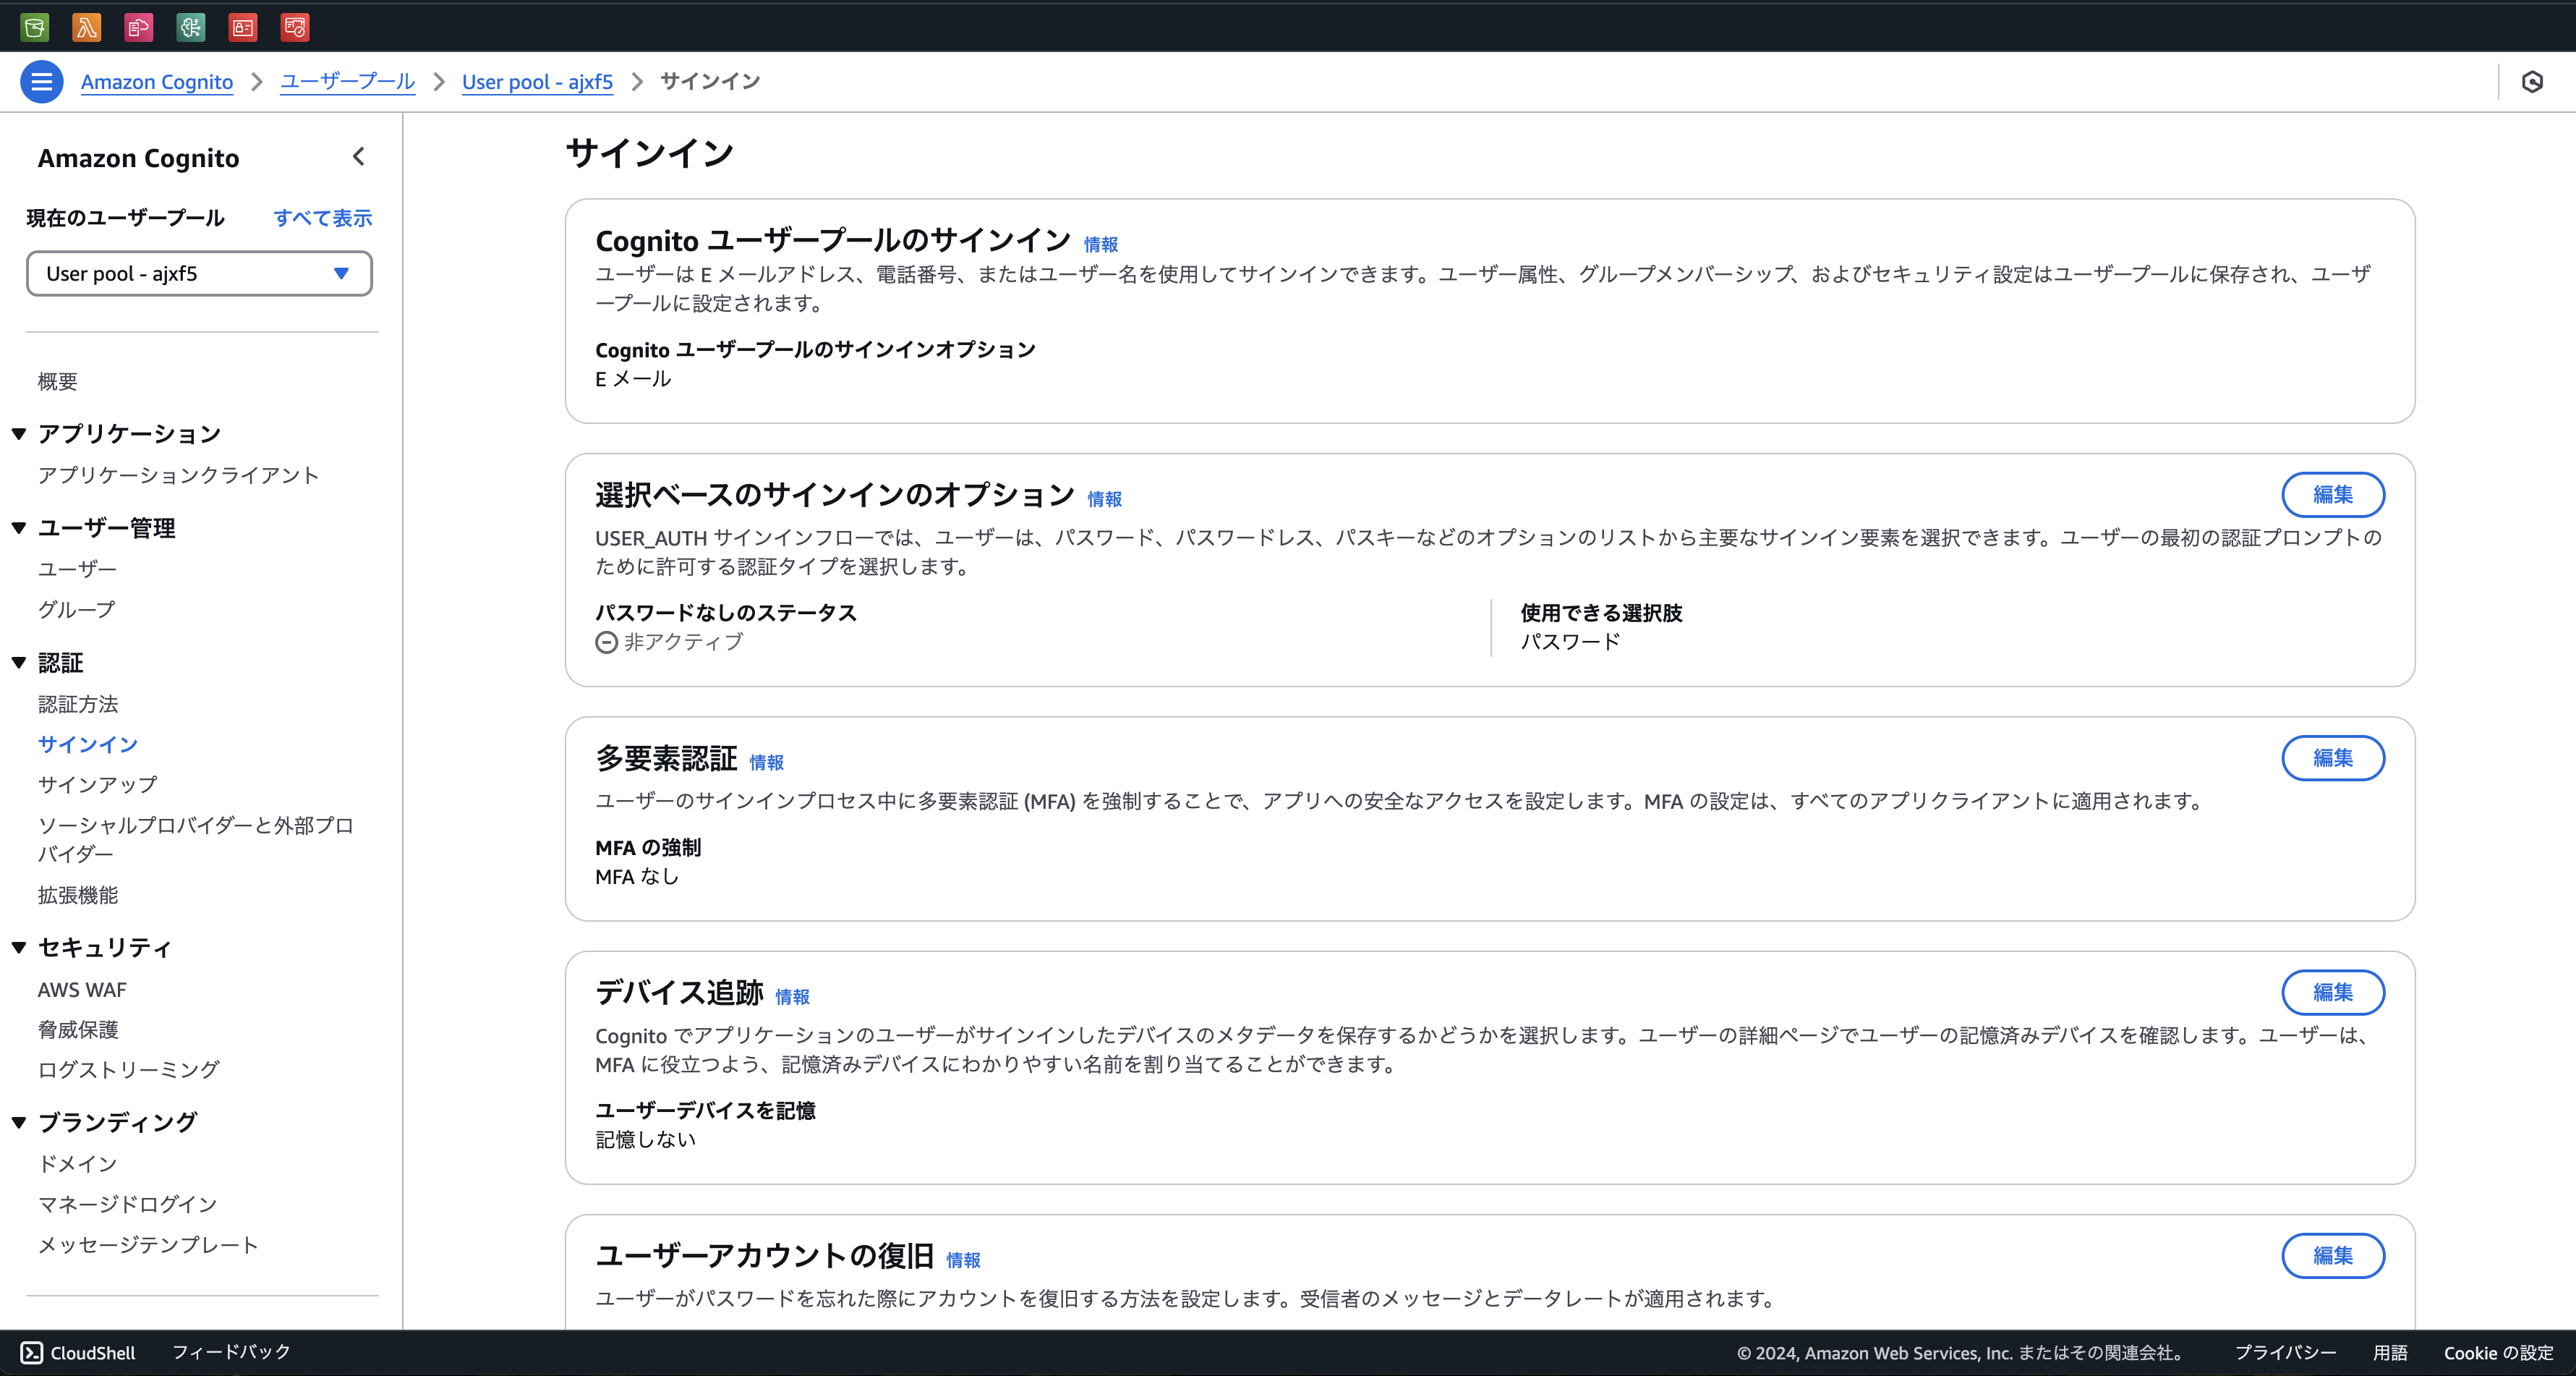 Amazon Cognito
ユーザープール
User pool - ajxf5
サインイン
Amazon Cognito
現在のユーザープール
すべて表示
User pool - ajxf5
概要
アプリケーション
アプリケーションクライアント
ユーザー管理
ユーザー
グループ
認証
認証方法
サインイン
サインアップ
ソーシャルプロバイダーと外部プロ
バイダー
拡張機能
セキュリティ
AWS WAF
脅威保護
ログストリーミング
ブランディング
ドメイン
マネージドログイン
メッセージテンプレート
サインイン
Cognito ユーザープールのサインイン 情報
ユーザーは E メールアドレス、電話番号、またはユーザー名を使用してサインインできます。ユーザー属性、グループメンバーシップ、およびセキュリティ設定はユーザープールに保存され、ユーザ
ープールに設定されます。
Cognito ユーザープールのサインインオプション
E メール
選択ベースのサインインのオプション 情報
編集
USER_AUTH サインインフローでは、ユーザーは、パスワード、パスワードレス、パスキーなどのオプションのリストから主要なサインイン要素を選択できます。ユーザーの最初の認証プロンプトの
ために許可する認証タイプを選択します。
パスワードなしのステータス
非アクティブ
使用できる選択肢
パスワード
多要素認証 情報
編集
ユーザーのサインインプロセス中に多要素認証 (MFA) を強制することで、アプリへの安全なアクセスを設定します。MFA の設定は、すべてのアプリクライアントに適用されます。
MFA の強制
MFA なし
デバイス追跡 情報
編集
Cognito でアプリケーションのユーザーがサインインしたデバイスのメタデータを保存するかどうかを選択します。ユーザーの詳細ページでユーザーの記憶済みデバイスを確認します。ユーザーは、
MFA に役立つよう、記憶済みデバイスにわかりやすい名前を割り当てることができます。
ユーザーデバイスを記憶
記憶しない
ユーザーアカウントの復旧 情報
編集
ユーザーがパスワードを忘れた際にアカウントを復旧する方法を設定します。受信者のメッセージとデータレートが適用されます。
CloudShell
フィードバック
© 2024, Amazon Web Services, Inc. またはその関連会社。
プライバシー
用語
Cookie の設定